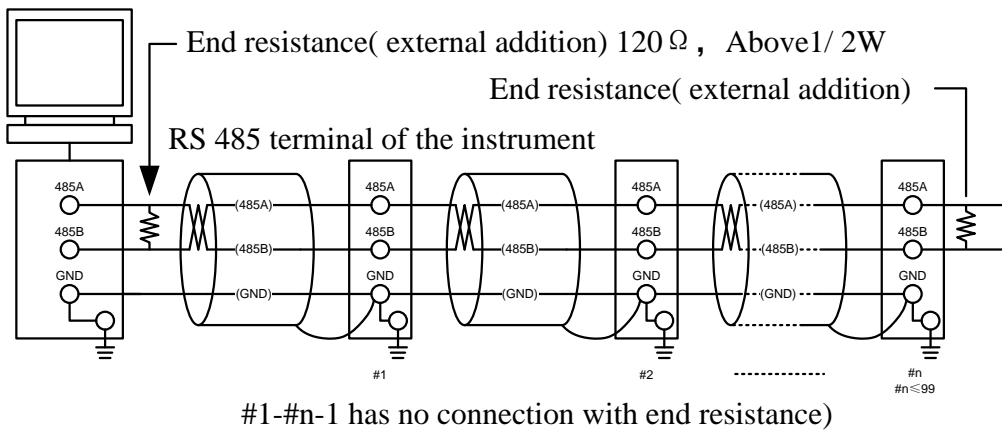 End resistance( external addition) 120Ω, Above1/ 2W
End resistance( external addition)
RS 485 terminal of the instrument
485A (485A) 485A (485A) 485A (485A) 485A
485B (485B) 485B (485B) 485B (485B) 485B
GND (GND) GND (GND) GND (GND) GND
#1 #2 #n
#n≤99
#1-#n-1 has no connection with end resistance)